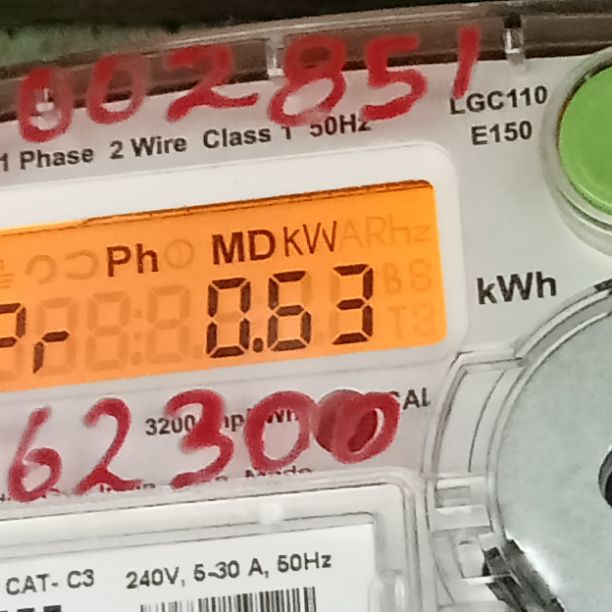 002851
LGC110
E150
1 Phase 2 Wire Class 1 50Hz
Ph MD kW
Pr 0.63
kWh
3200
62300
CAT- C3 240V, 5-30 A, 50Hz